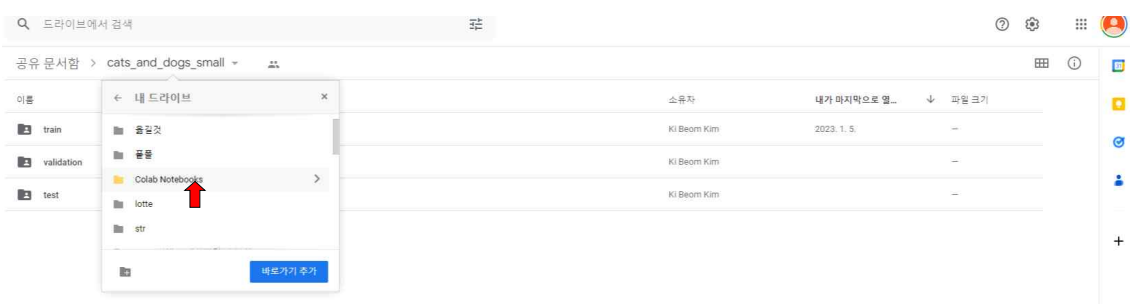 드라이브에서 검색
공유 문서함 > cats_and_dogs_small
이름
소유자
내가 마지막으로 열...
파일 크기
train
Ki Beom Kim
2023. 1. 5.
–
validation
Ki Beom Kim
–
test
Ki Beom Kim
–
내 드라이브
옮길것
풀물
Colab Notebooks
lotte
str
바로가기 추가